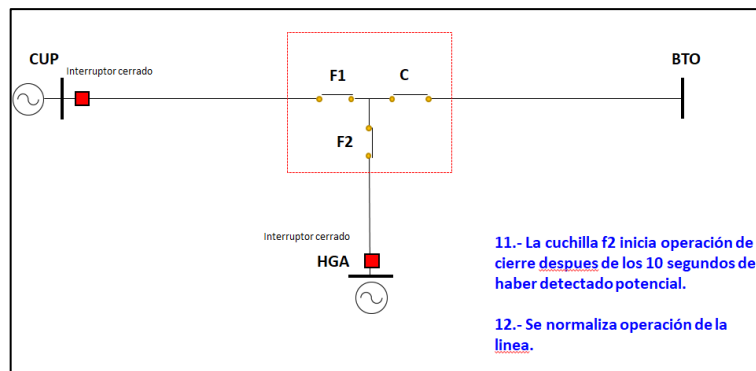 CUP
Interruptor cerrado
F1
C
BTO
F2
Interruptor cerrado
HGA
11.- La cuchilla f2 inicia operación de
cierre despues de los 10 segundos de
haber detectado potencial.
12.- Se normaliza operación de la
linea.